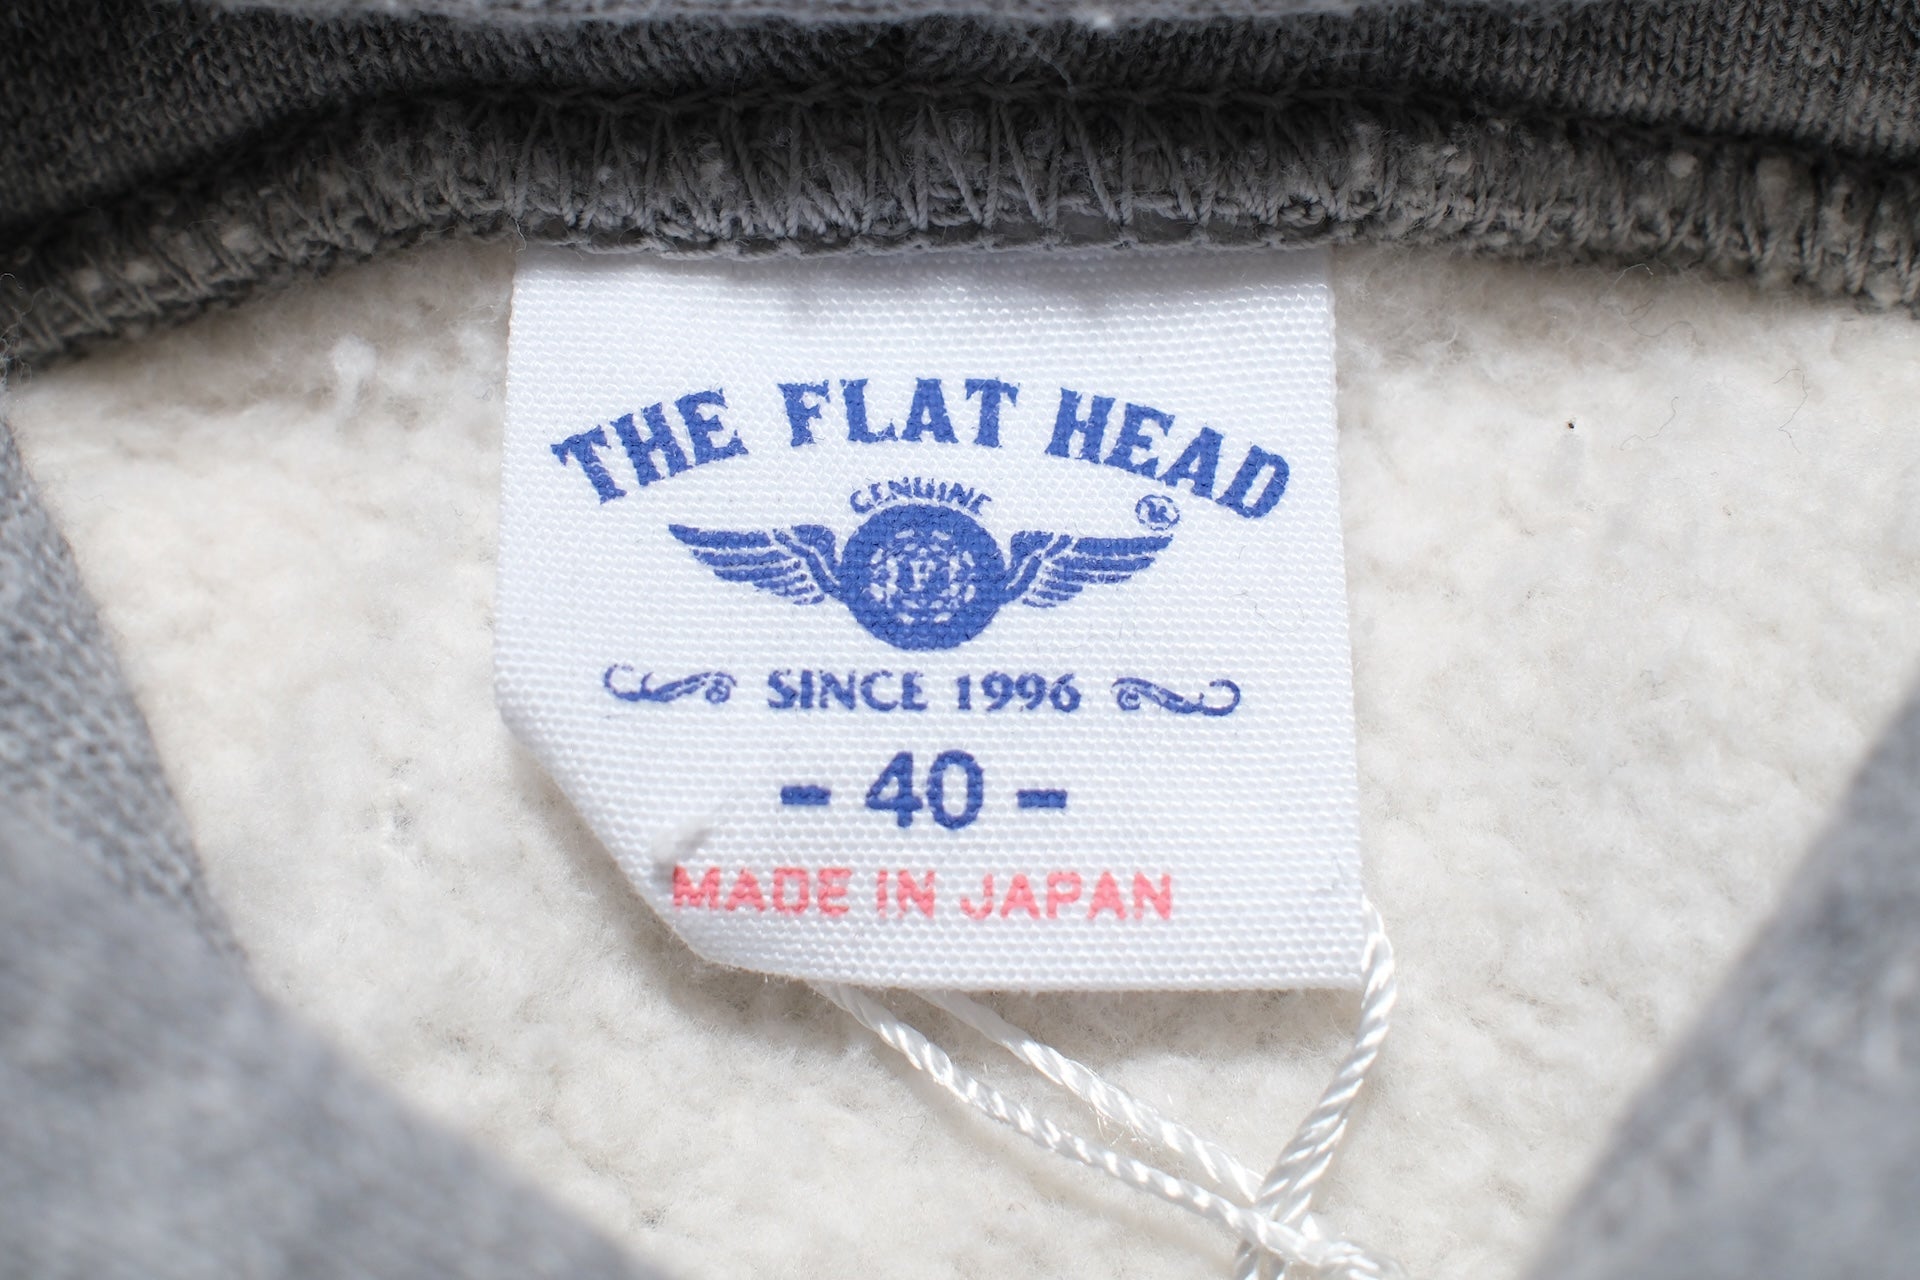 THE FLAT HEAD
GENUINE
®
F
SINCE 1996
- 40 -
MADE IN JAPAN